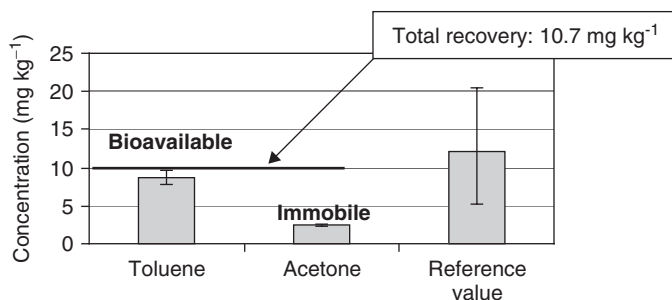 Total recovery: 10.7 mg kg⁻¹
Concentration (mg kg⁻¹)
25
20
15
10
5
0
Bioavailable
Immobile
Toluene
Acetone
Reference
value